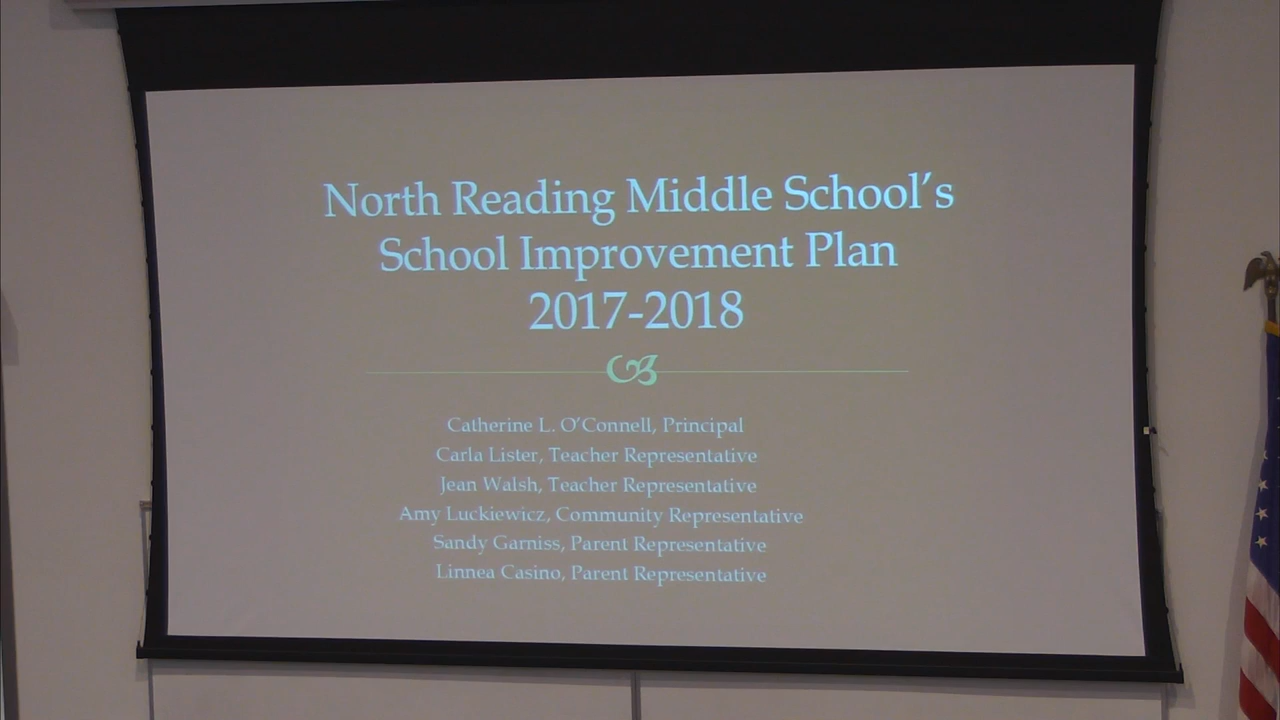 North Reading Middle School's
School Improvement Plan
2017-2018
Catherine L. O'Connell, Principal
Carla Lister, Teacher Representative
Jean Walsh, Teacher Representative
Amy Luckiewicz, Community Representative
Sandy Garniss, Parent Representative
Linnea Casino, Parent Representative